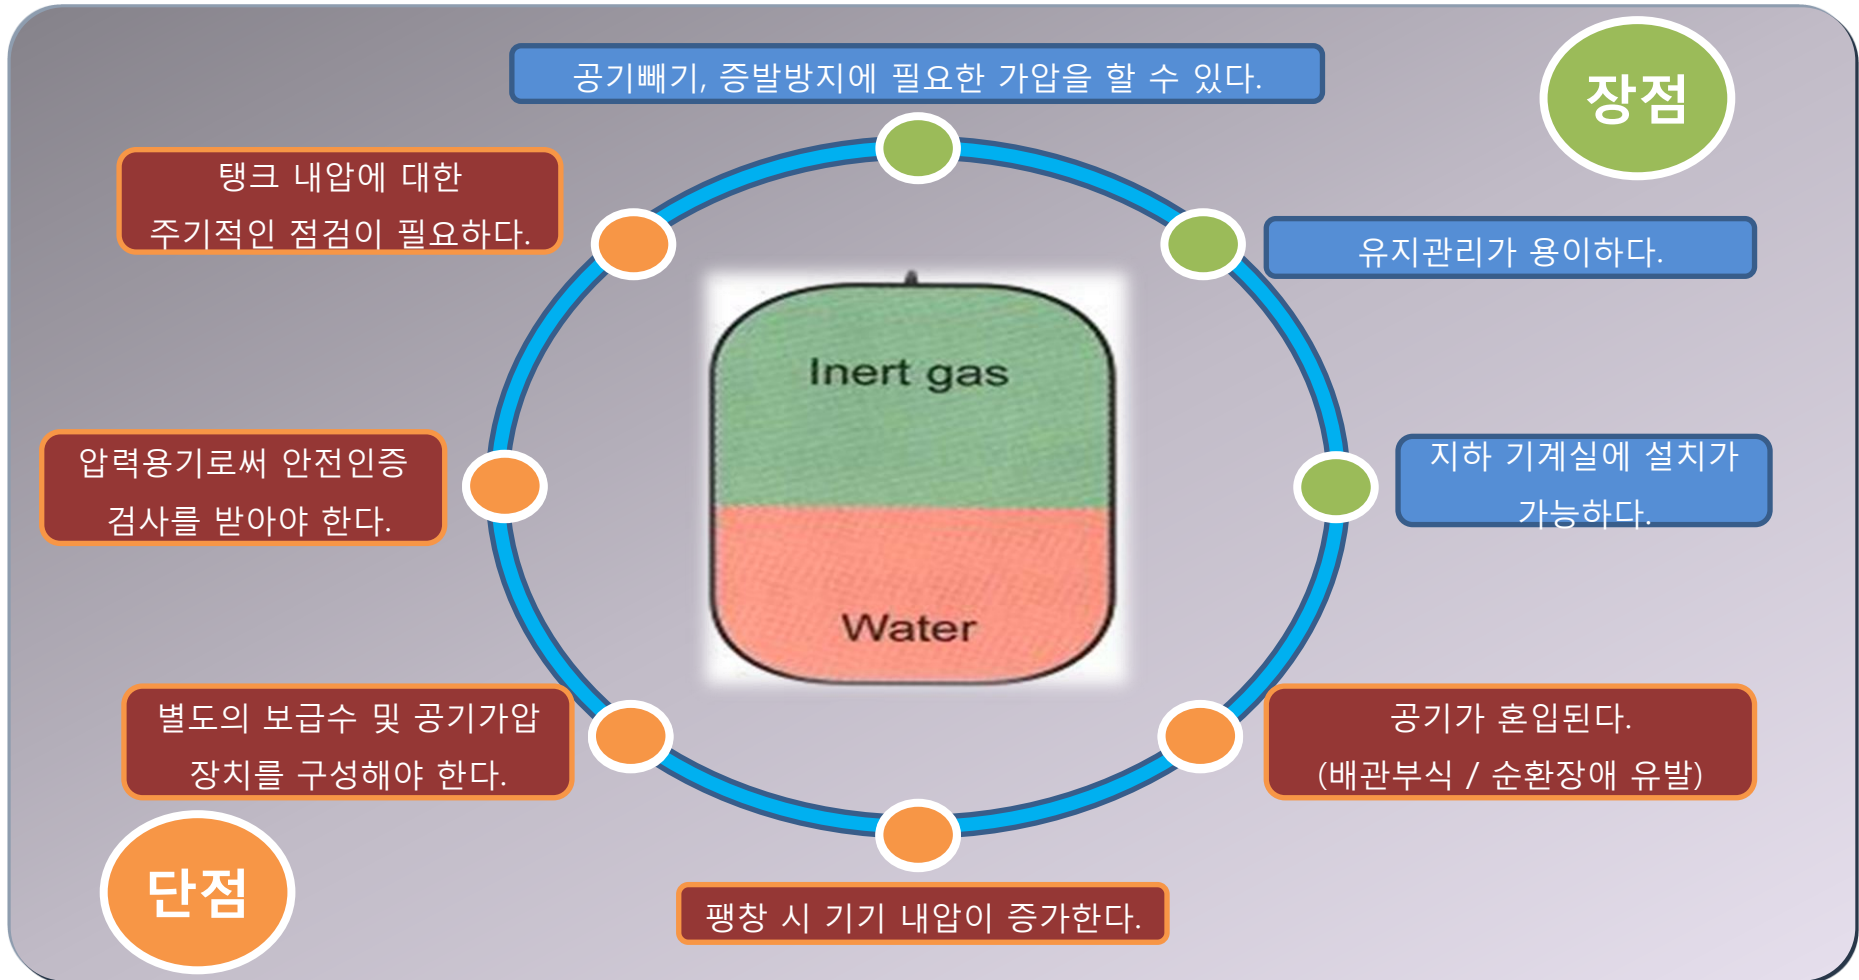 공기빼기, 증발방지에 필요한 가압을 할 수 있다.
장점
탱크 내압에 대한
주기적인 점검이 필요하다.
유지관리가 용이하다.
Inert gas
압력용기로써 안전인증
검사를 받아야 한다.
지하 기계실에 설치가
가능하다.
Water
별도의 보급수 및 공기가압
장치를 구성해야 한다.
공기가 혼입된다.
(배관부식 / 순환장애 유발)
단점
팽창 시 기기 내압이 증가한다.